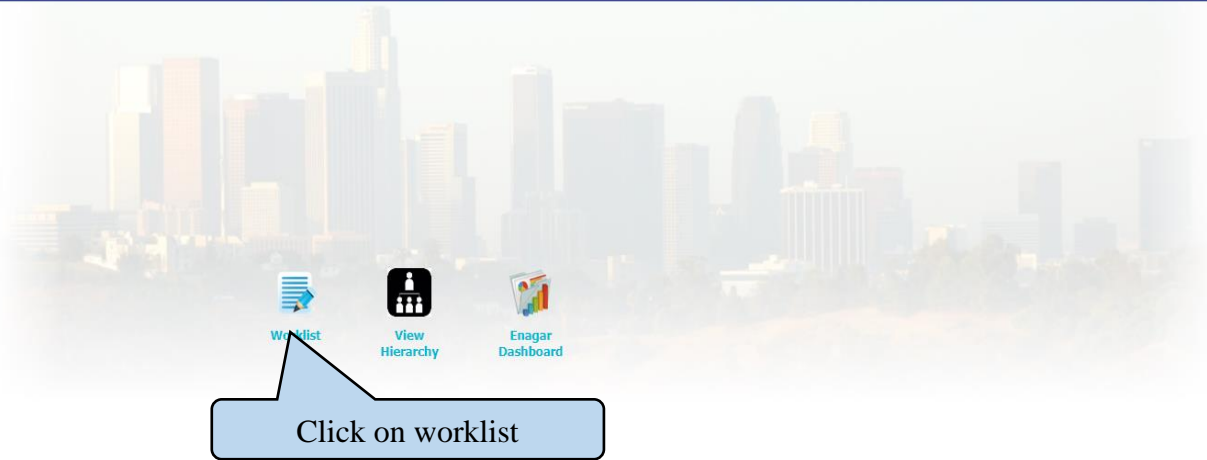 Worklist
View
Hierarchy
Enagar
Dashboard
Click on worklist